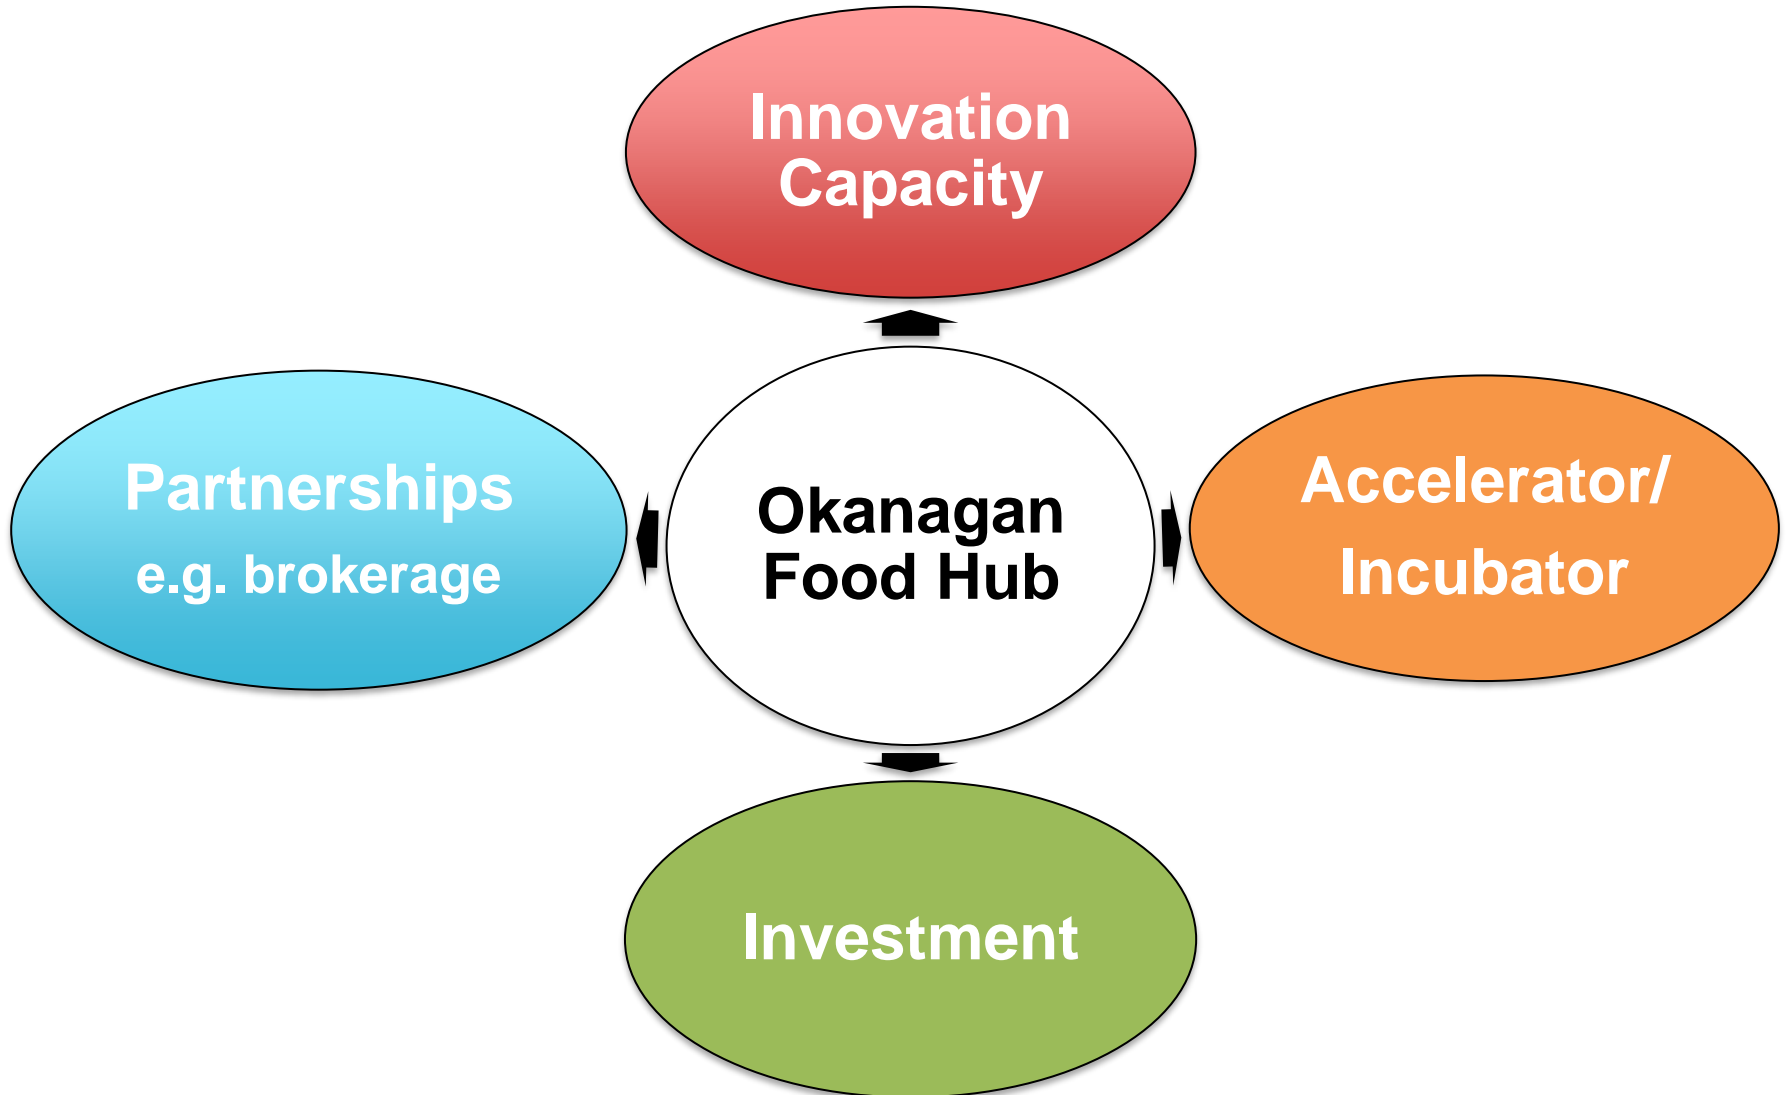 Innovation
Capacity
Partnerships
e.g. brokerage
Okanagan
Food Hub
Accelerator/
Incubator
Investment